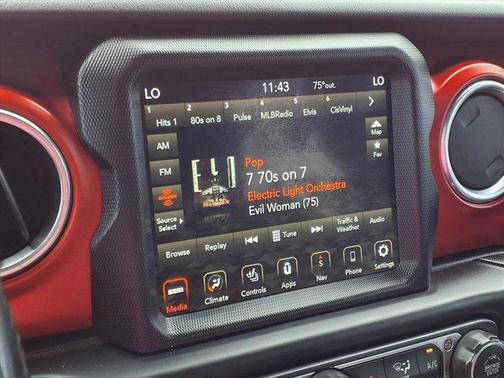 LO 11:43 75°out. LO
1 2 3 4 5 6
Hits 1 80s on 8 Pulse MLBRadio Elvis ClsVinyl
AM
Map
FM
Fav
Pop
7 70s on 7
Electric Light Orchestra
Evil Woman (75)
Source Select
Browse Replay Tune Traffic & Weather Audio
SXM S
Media Climate Controls Apps Nav Phone Settings
A/C